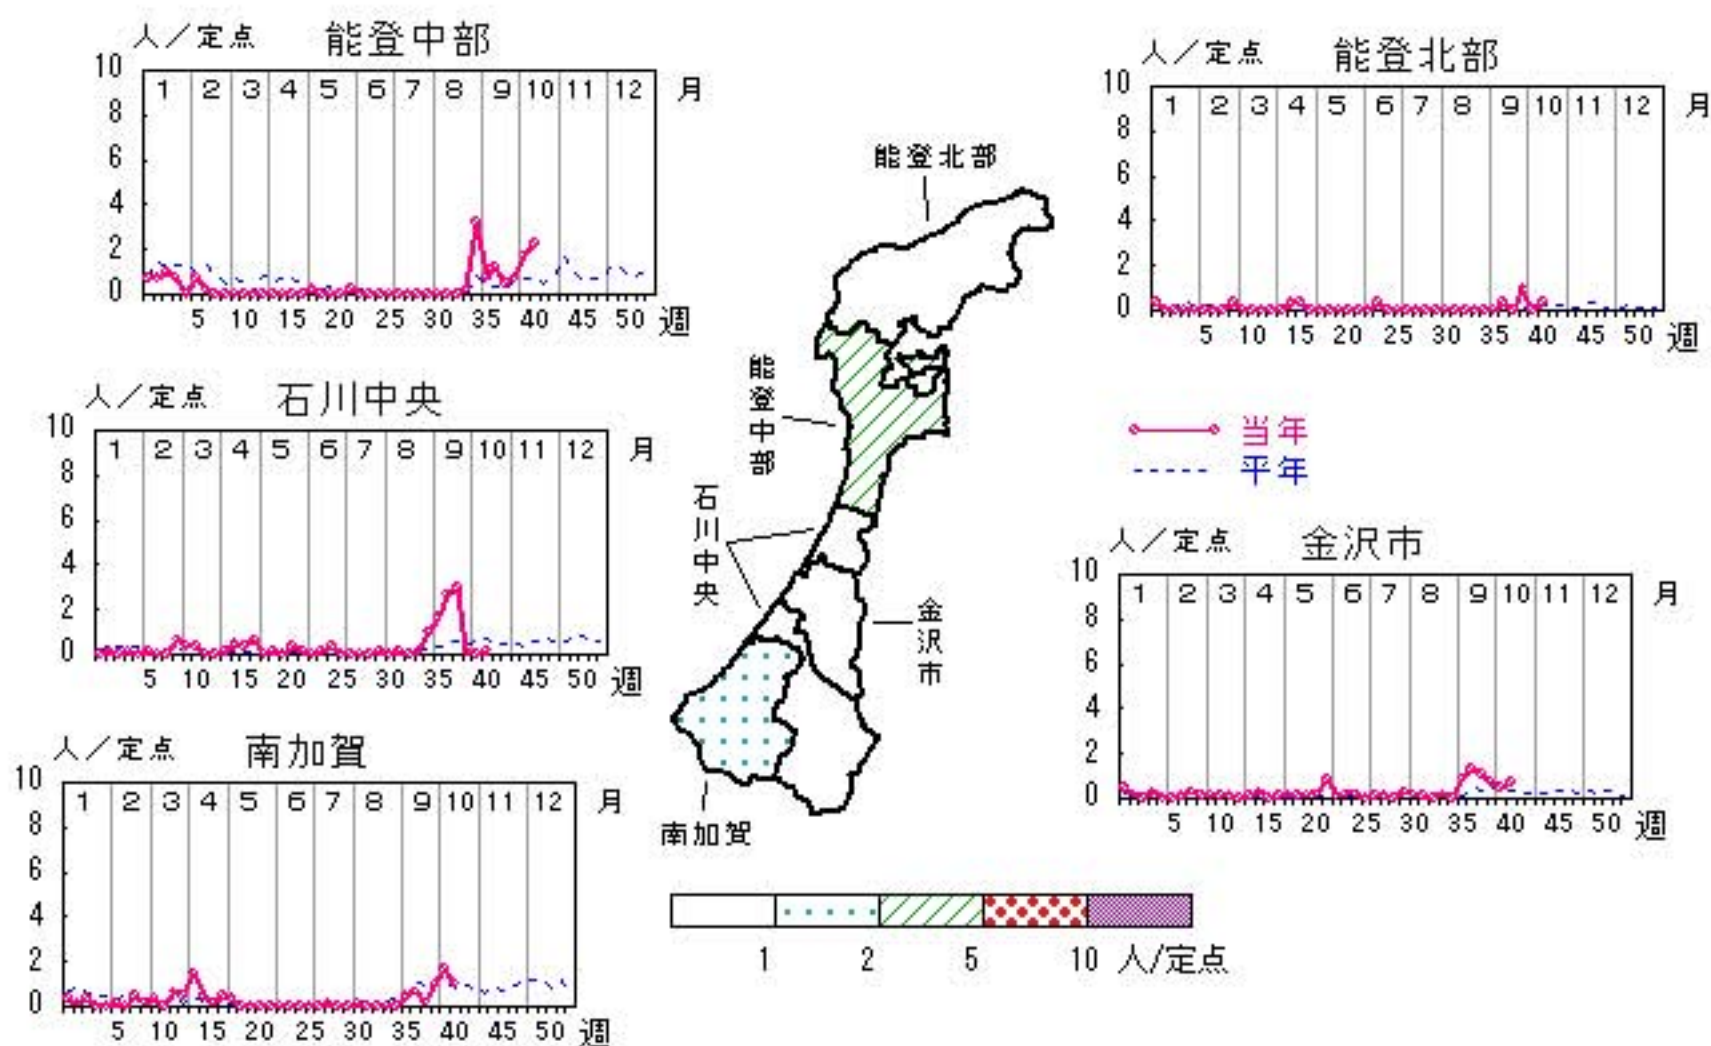 人／定点 能登中部
10 8 6 4 2 0
1 2 3 4 5 6 7 8 9 10 11 12 月
5 10 15 20 25 30 35 40 45 50 週
人／定点 能登北部
10 8 6 4 2 0
1 2 3 4 5 6 7 8 9 10 11 12 月
5 10 15 20 25 30 35 40 45 50 週
能登北部
能登中部
石川中央
金沢市
南加賀
人／定点 石川中央
10 8 6 4 2 0
1 2 3 4 5 6 7 8 9 10 11 12 月
5 10 15 20 25 30 35 40 45 50 週
当年
平年
人／定点 金沢市
10 8 6 4 2 0
1 2 3 4 5 6 7 8 9 10 11 12 月
5 10 15 20 25 30 35 40 45 50 週
人／定点 南加賀
10 8 6 4 2 0
1 2 3 4 5 6 7 8 9 10 11 12 月
5 10 15 20 25 30 35 40 45 50 週
1 2 5 10 人/定点